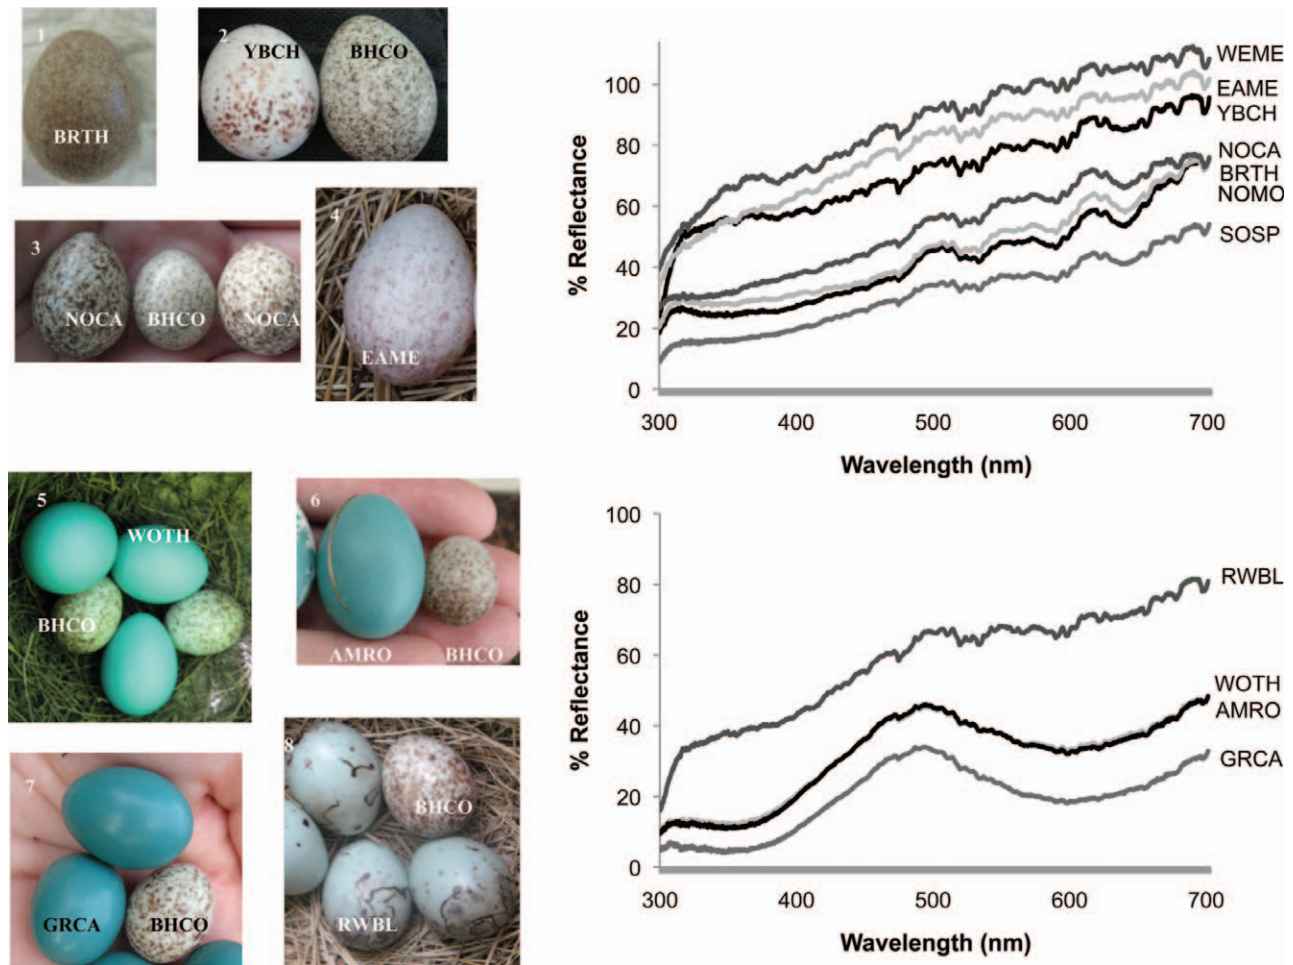 1
BRTH
2
YBCH
BHCO
3
NOCA
BHCO
NOCA
4
EAME
% Reflectance
100
80
60
40
20
0
300
400
500
600
700
Wavelength (nm)
WEME
EAME
YBCH
NOCA
BRTH
NOMO
SOSP
5
WOTH
BHCO
6
AMRO
BHCO
7
GRCA
BHCO
8
BHCO
RWBL
% Reflectance
100
80
60
40
20
0
300
400
500
600
700
Wavelength (nm)
RWBL
WOTH
AMRO
GRCA